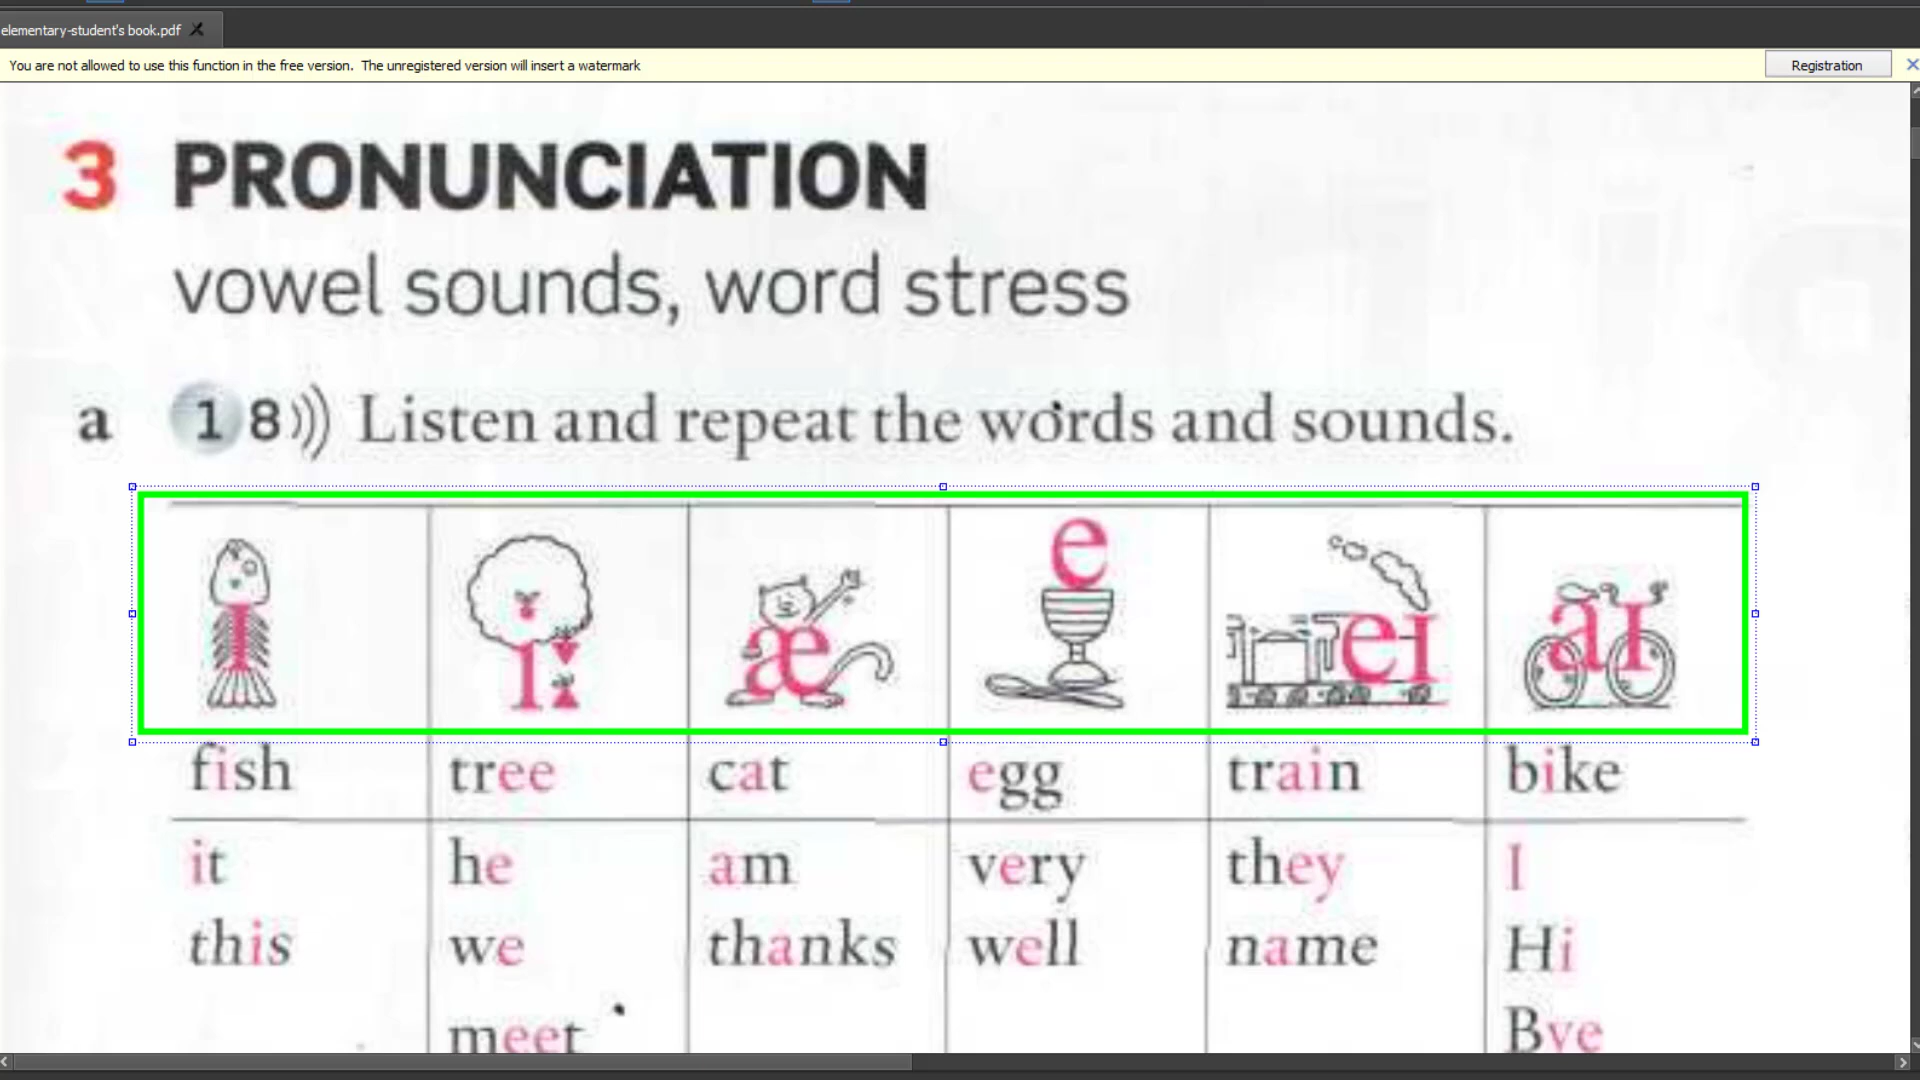 elementary-student's book.pdf
You are not allowed to use this function in the free version. The unregistered version will insert a watermark
Registration
3 PRONUNCIATION
vowel sounds, word stress
a 1 8 Listen and repeat the words and sounds.
ɪ iː æ e eɪ aɪ
fish tree cat egg train bike
it he am very they I
this we thanks well name Hi
meet Bye